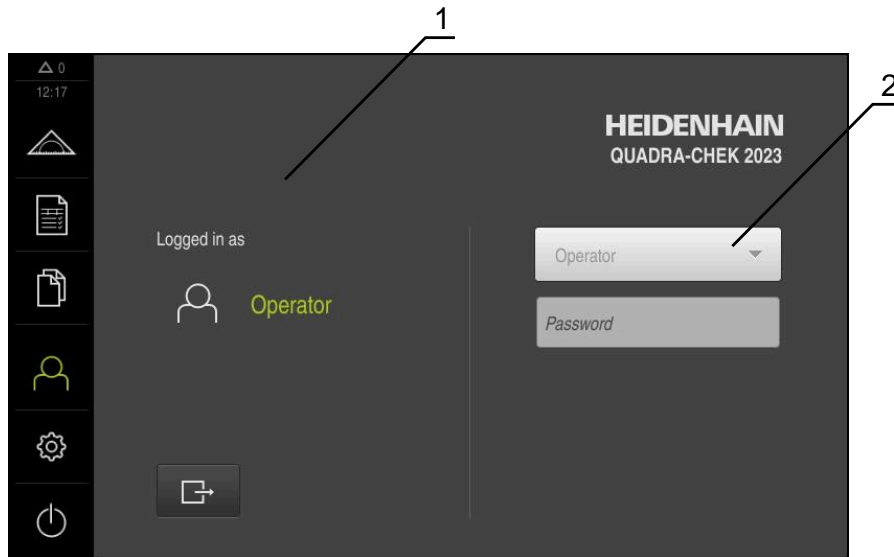 1
2
0
12:17
HEIDENHAIN
QUADRA-CHEK 2023
Logged in as
Operator
Operator
Password